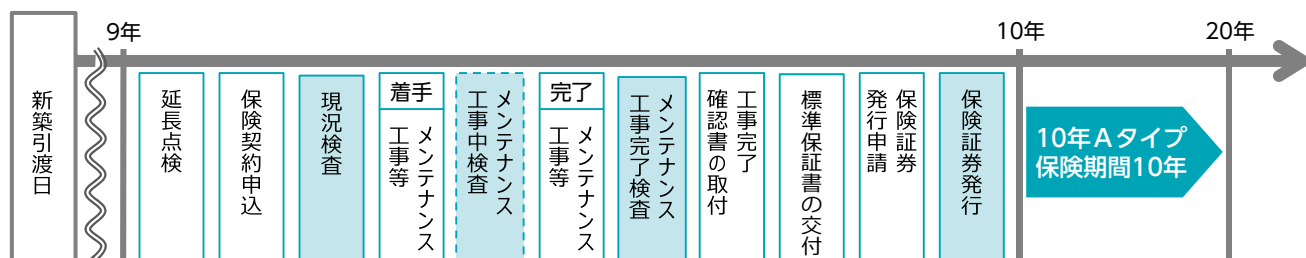 9年
10年
20年
新築引渡日
延長点検
保険契約申込
現況検査
着手
メンテナンス
工事等
メンテナンス
工事中検査
完了
メンテナンス
工事等
メンテナンス
工事完了検査
工事完了
確認書の取付
標準保証書の交付
保険証券
発行申請
保険証券発行
10年Aタイプ
保険期間10年